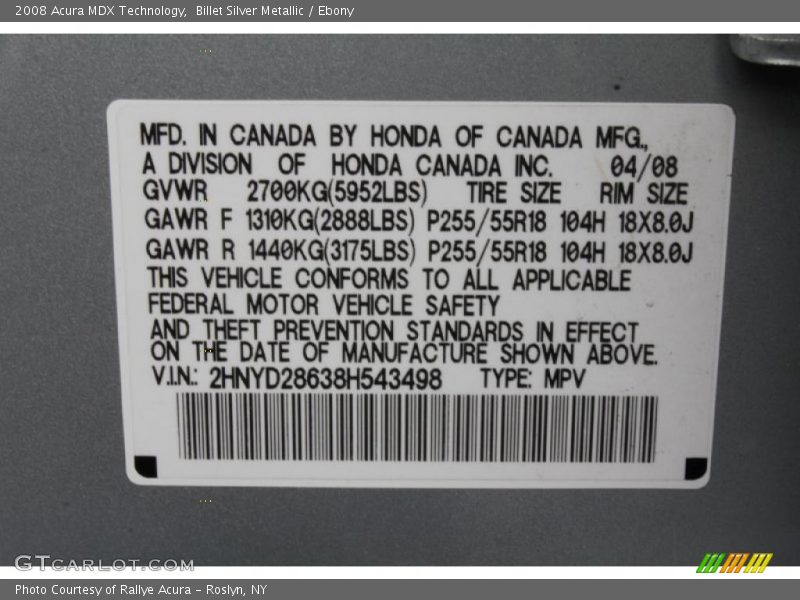 2008 Acura MDX Technology,  Billet Silver Metallic / Ebony
MFD. IN CANADA BY HONDA OF CANADA MFG.,
A DIVISION OF HONDA CANADA INC. 04/08
GVWR 2700KG(5952LBS) TIRE SIZE RIM SIZE
GAWR F 1310KG(2888LBS) P255/55R18 104H 18X8.0J
GAWR R 1440KG(3175LBS) P255/55R18 104H 18X8.0J
THIS VEHICLE CONFORMS TO ALL APPLICABLE
FEDERAL MOTOR VEHICLE SAFETY
AND THEFT PREVENTION STANDARDS IN EFFECT
ON THE DATE OF MANUFACTURE SHOWN ABOVE.
V.I.N.: 2HNYD28638H543498 TYPE: MPV
GTCARLOT.COM
Photo Courtesy of Rallye Acura – Roslyn, NY